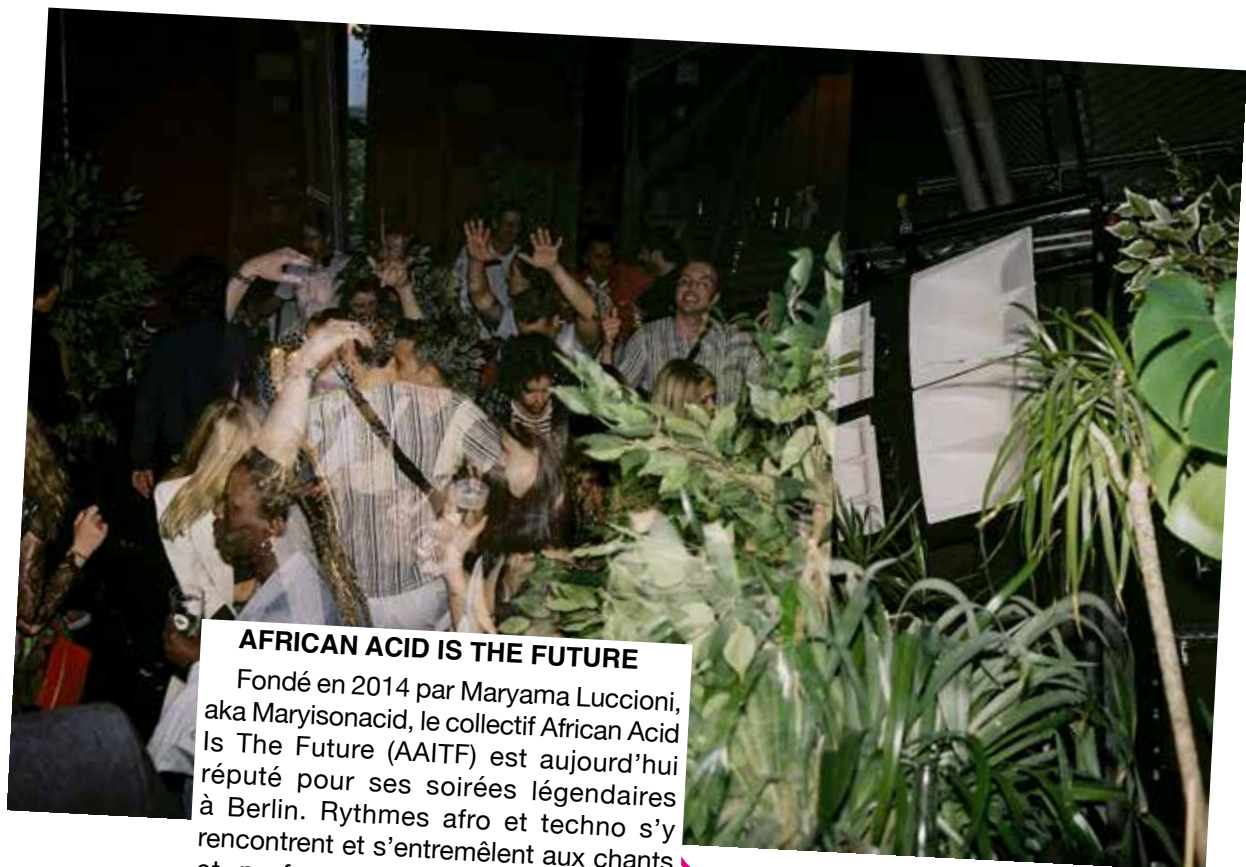 AFRICAN ACID IS THE FUTURE
Fondé en 2014 par Maryama Luccioni,
aka Maryisonacid, le collectif African Acid
Is The Future (AAITF) est aujourd’hui
réputé pour ses soirées légendaires
à Berlin. Rythmes afro et techno s’y
rencontrent et s’entremêlent aux chants